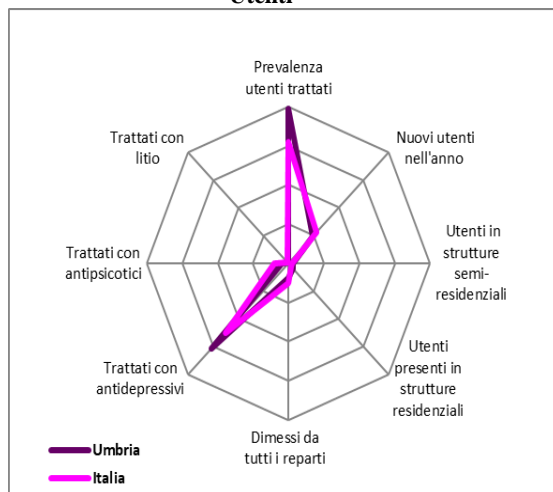 Utenti
Prevalenza
utenti trattati
Nuovi utenti
nell'anno
Utenti in
strutture
semi-
residenziali
Utenti
presenti in
strutture
residenziali
Dimessi da
tutti i reparti
Trattati con
antidepressivi
Trattati con
antipsicotici
Trattati con
litio
Umbria
Italia